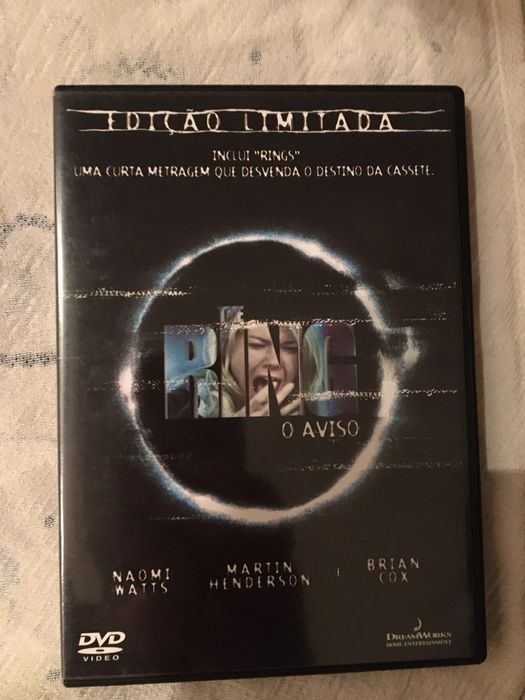 EDIÇÃO LIMITADA
INCLUI "RINGS"
UMA CURTA METRAGEM QUE DESVENDA O DESTINO DA CASSETE.
THE
RING
O AVISO
NAOMI WATTS
MARTIN HENDERSON
E
BRIAN COX
DVD
VIDEO
DREAMWORKS
HOME ENTERTAINMENT